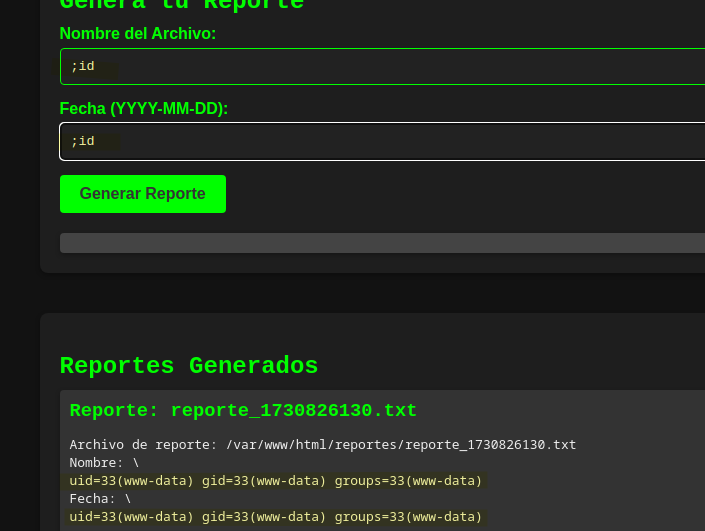 Genera tu Reporte
Nombre del Archivo:
;id
Fecha (YYYY-MM-DD):
;id
Generar Reporte
Reportes Generados
Reporte: reporte_1730826130.txt
Archivo de reporte: /var/www/html/reportes/reporte_1730826130.txt
Nombre: \
uid=33(www-data) gid=33(www-data) groups=33(www-data)
Fecha: \
uid=33(www-data) gid=33(www-data) groups=33(www-data)